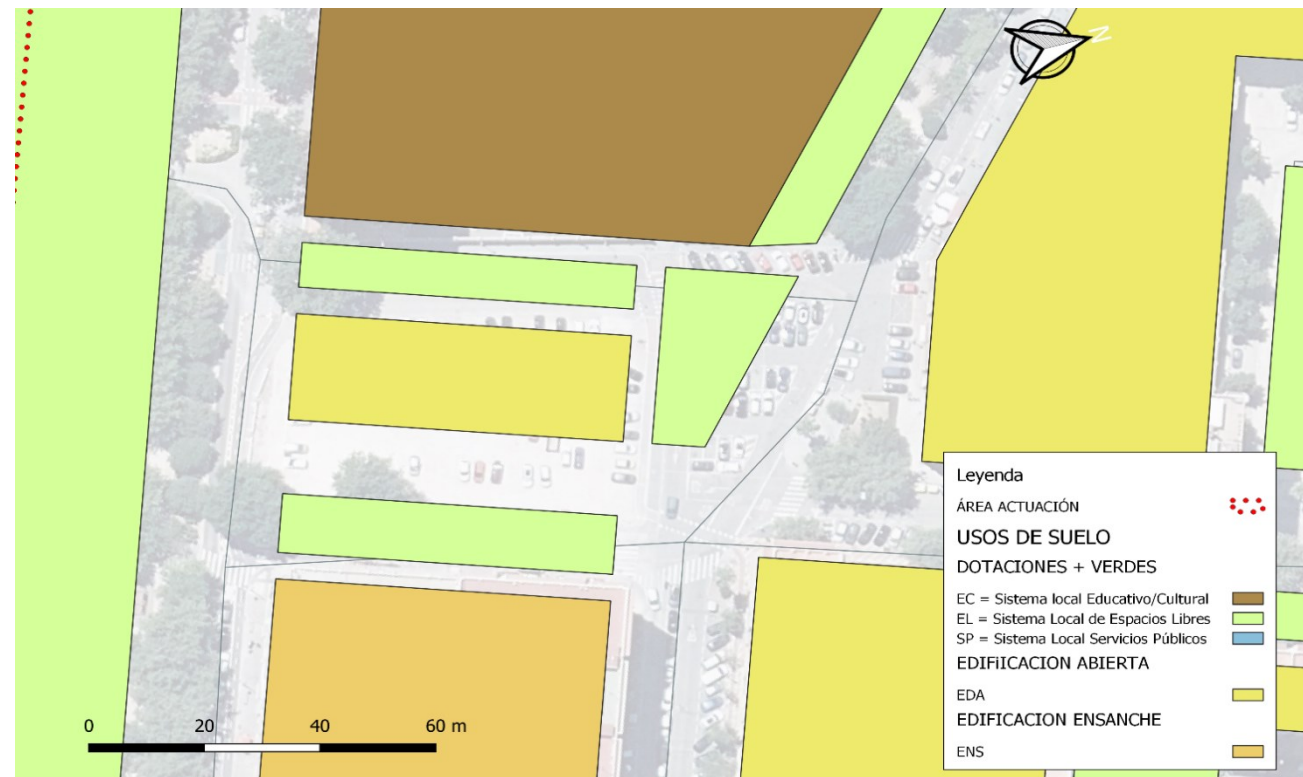 N
Leyenda
ÁREA ACTUACIÓN
USOS DE SUELO
DOTACIONES + VERDES
EC = Sistema local Educativo/Cultural
EL = Sistema Local de Espacios Libres
SP = Sistema Local Servicios Públicos
EDIFIICACION ABIERTA
EDA
EDIFICACION ENSANCHE
ENS
0 20 40 60 m